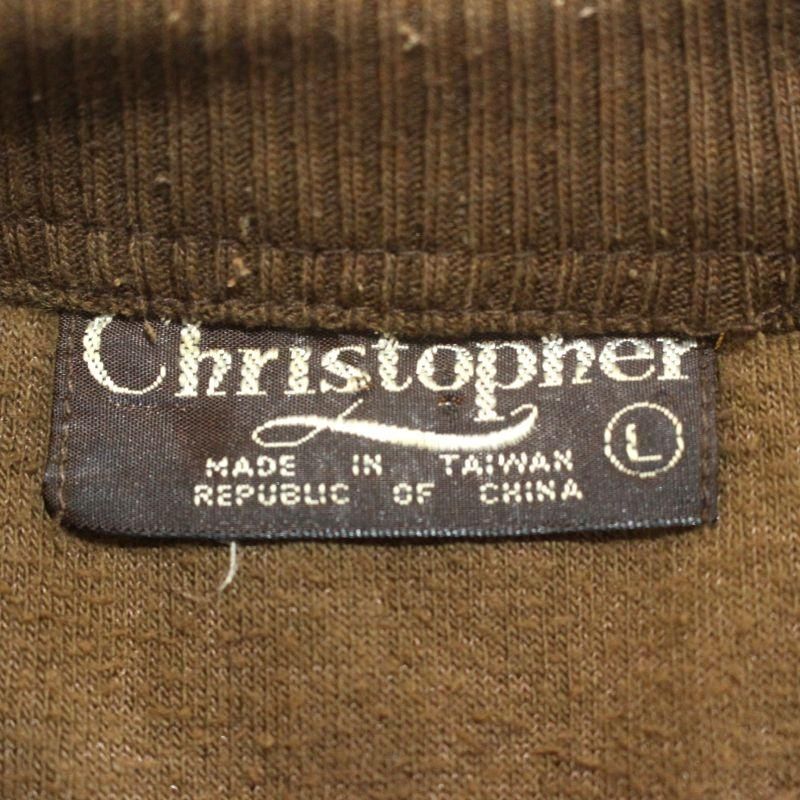 Christopher
L
MADE IN TAIWAN
REPUBLIC OF CHINA